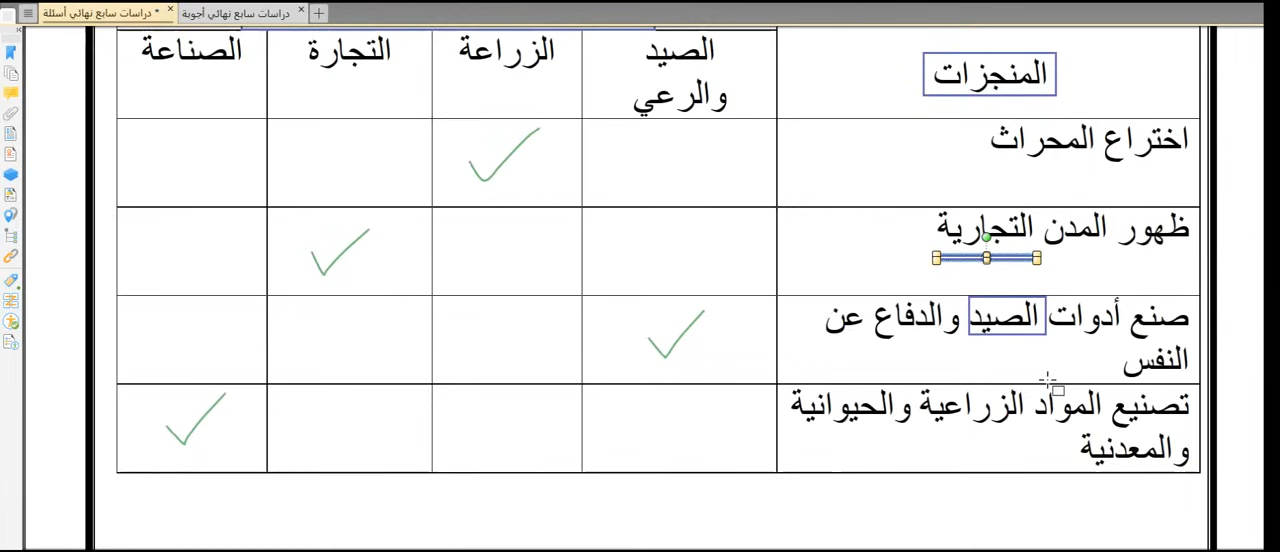 دراسات سابع نهائي أسئلة *
دراسات سابع نهائي أجوبة
المنجزات
الصيد والرعي
الزراعة
التجارة
الصناعة
اختراع المحراث
ظهور المدن التجارية
صنع أدوات الصيد والدفاع عن
النفس
تصنيع المواد الزراعية والحيوانية
والمعدنية